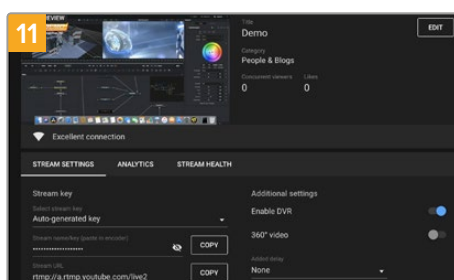 11
PREVIEW
Title
Demo
EDIT
Category
People & Blogs
Concurrent viewers Likes
0 0
Excellent connection
STREAM SETTINGS ANALYTICS STREAM HEALTH
Stream key
Additional settings
Select stream key
Auto-generated key
Enable DVR
Stream name/key (paste in encoder)
COPY
360° video
Stream URL
rtmp://a.rtmp.youtube.com/live2
COPY
Added delay
None